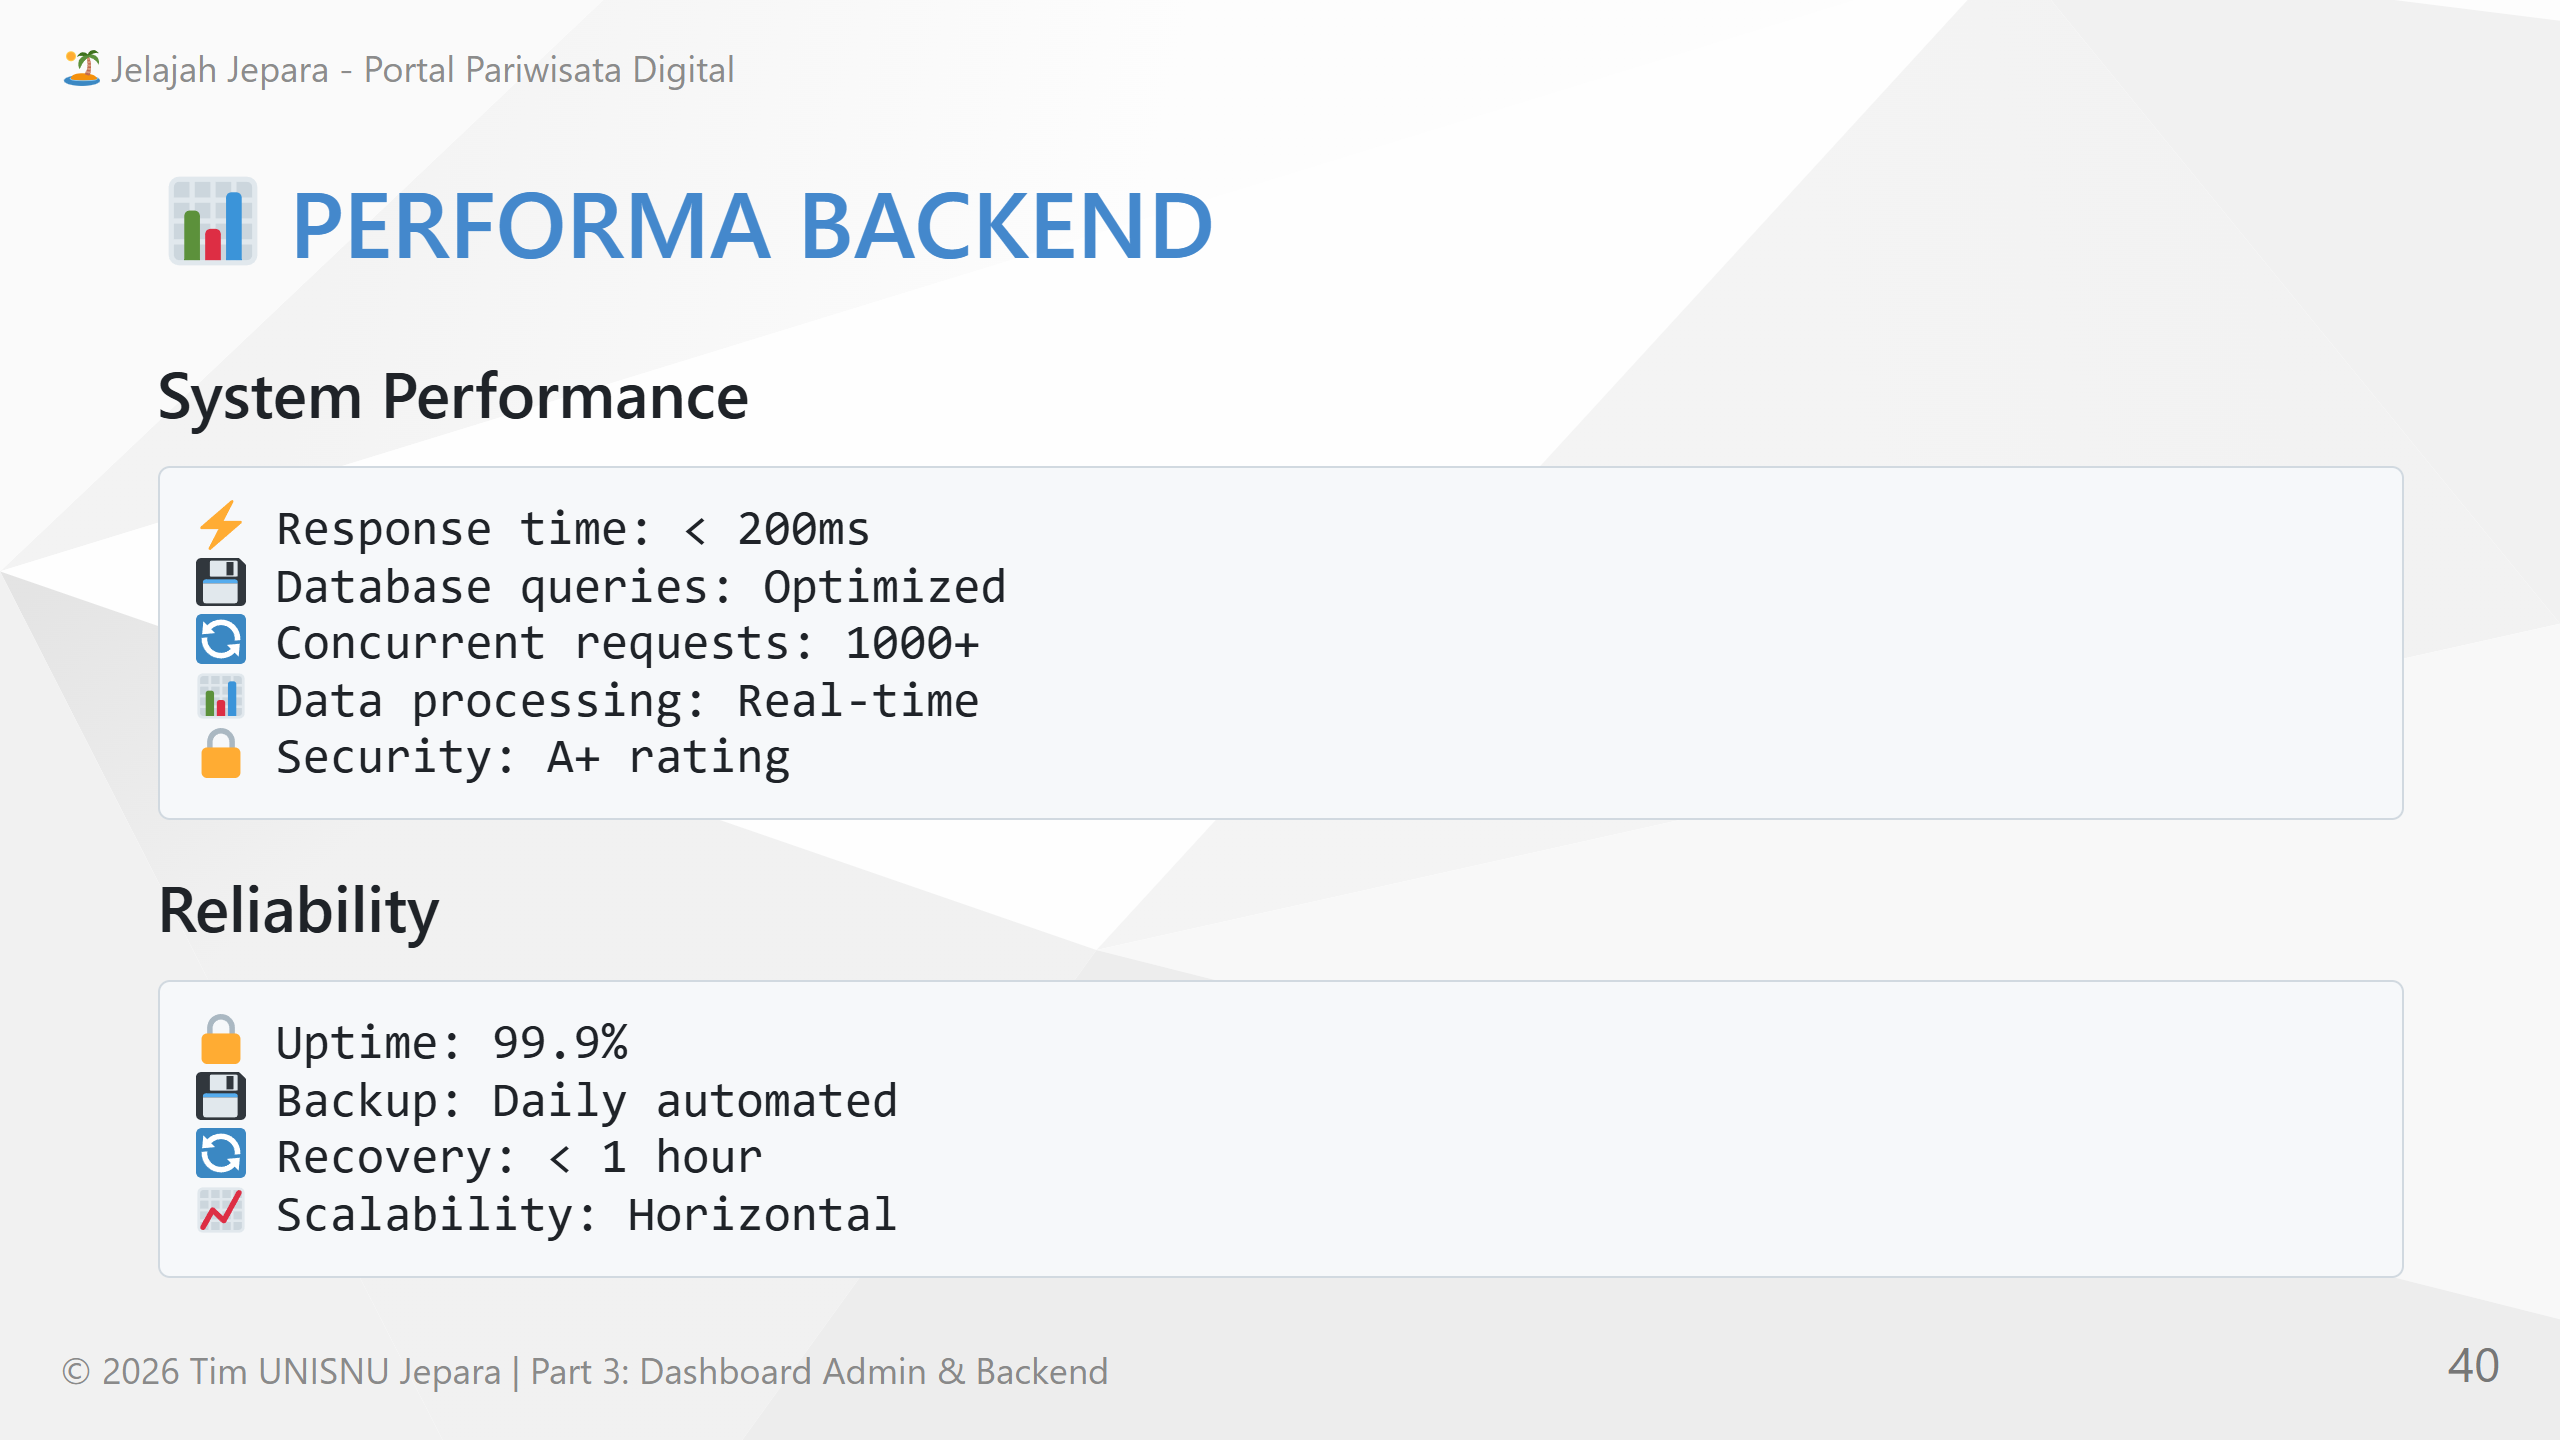 🏝️ Jelajah Jepara - Portal Pariwisata Digital
📊 PERFORMA BACKEND
System Performance
⚡ Response time: < 200ms
💾 Database queries: Optimized
🔄 Concurrent requests: 1000+
📊 Data processing: Real-time
🔒 Security: A+ rating
Reliability
🔒 Uptime: 99.9%
💾 Backup: Daily automated
🔄 Recovery: < 1 hour
📈 Scalability: Horizontal
© 2026 Tim UNISNU Jepara | Part 3: Dashboard Admin & Backend
40